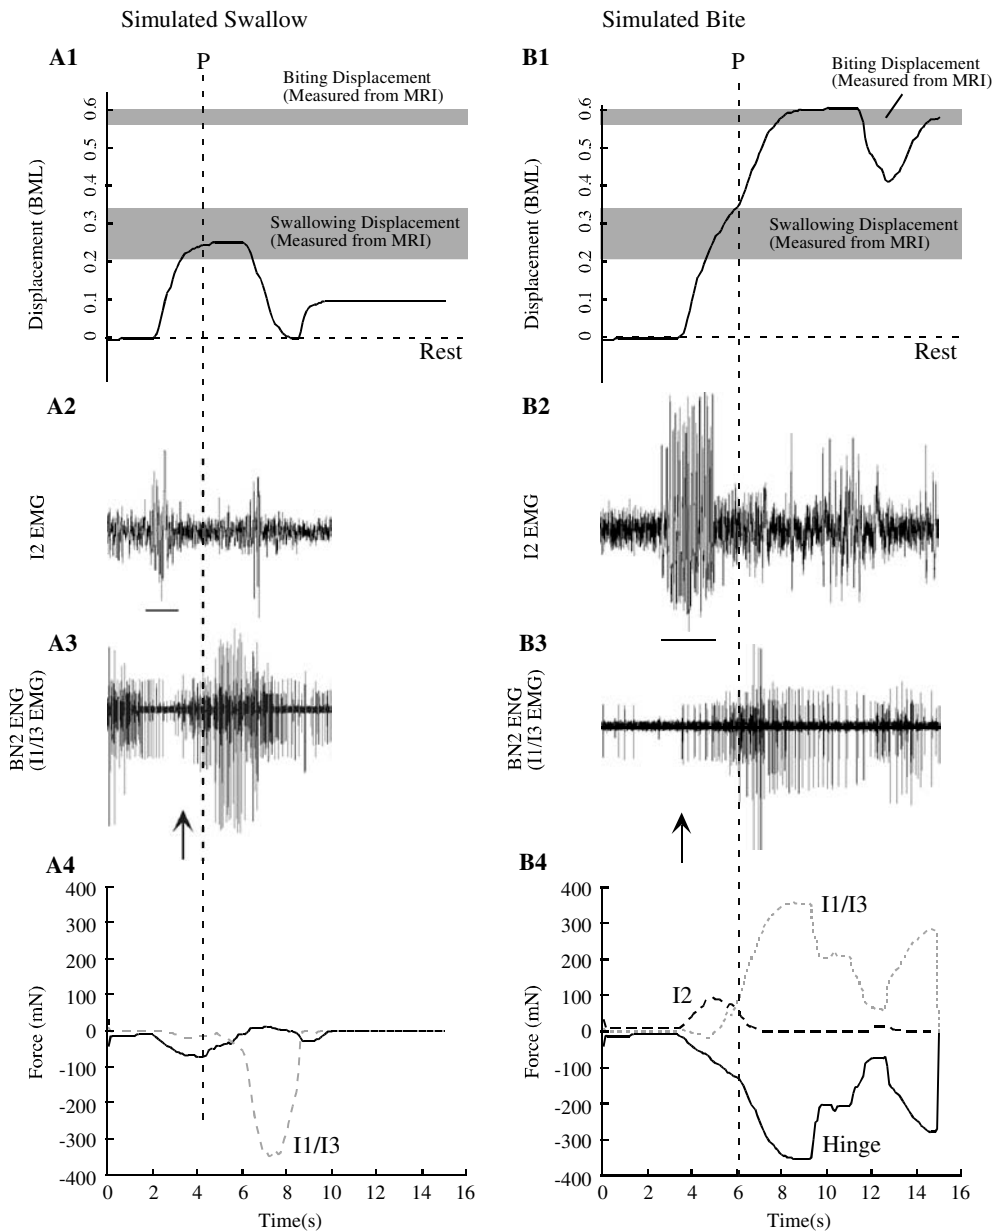 Simulated Swallow
Simulated Bite
A1
P
Biting Displacement
(Measured from MRI)
Displacement (BML)
0.6
0.5
0.4
0.3
0.2
0.1
0
Swallowing Displacement
(Measured from MRI)
Rest
B1
P
Biting Displacement
(Measured from MRI)
Displacement (BML)
0.6
0.5
0.4
0.3
0.2
0.1
0
Swallowing Displacement
(Measured from MRI)
Rest
A2
I2 EMG
B2
I2 EMG
A3
BN2 ENG
(I1/I3 EMG)
B3
BN2 ENG
(I1/I3 EMG)
A4
Force (mN)
400
300
200
100
0
-100
-200
-300
-400
I1/I3
0
2
4
6
8
10
12
14
16
Time(s)
B4
Force (mN)
400
300
200
100
0
-100
-200
-300
-400
I1/I3
I2
Hinge
0
2
4
6
8
10
12
14
16
Time(s)